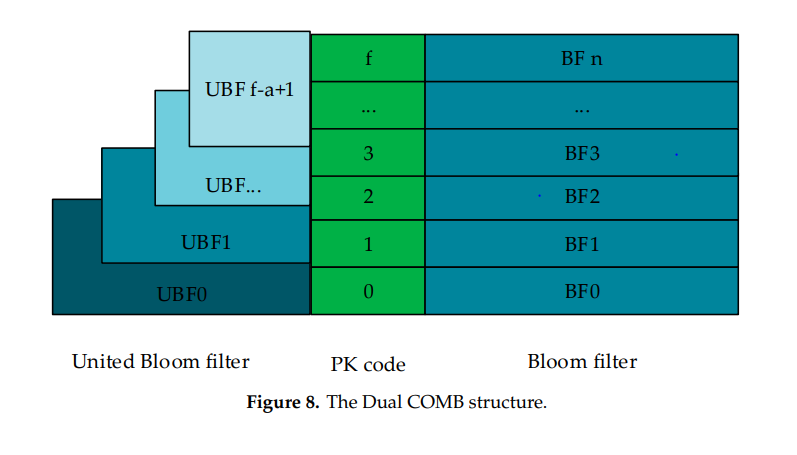 f BF n
UBF f-a+1
... ...
3 BF3
UBF... 2 BF2
UBF1 1 BF1
UBF0 0 BF0
United Bloom filter PK code Bloom filter
Figure 8. The Dual COMB structure.